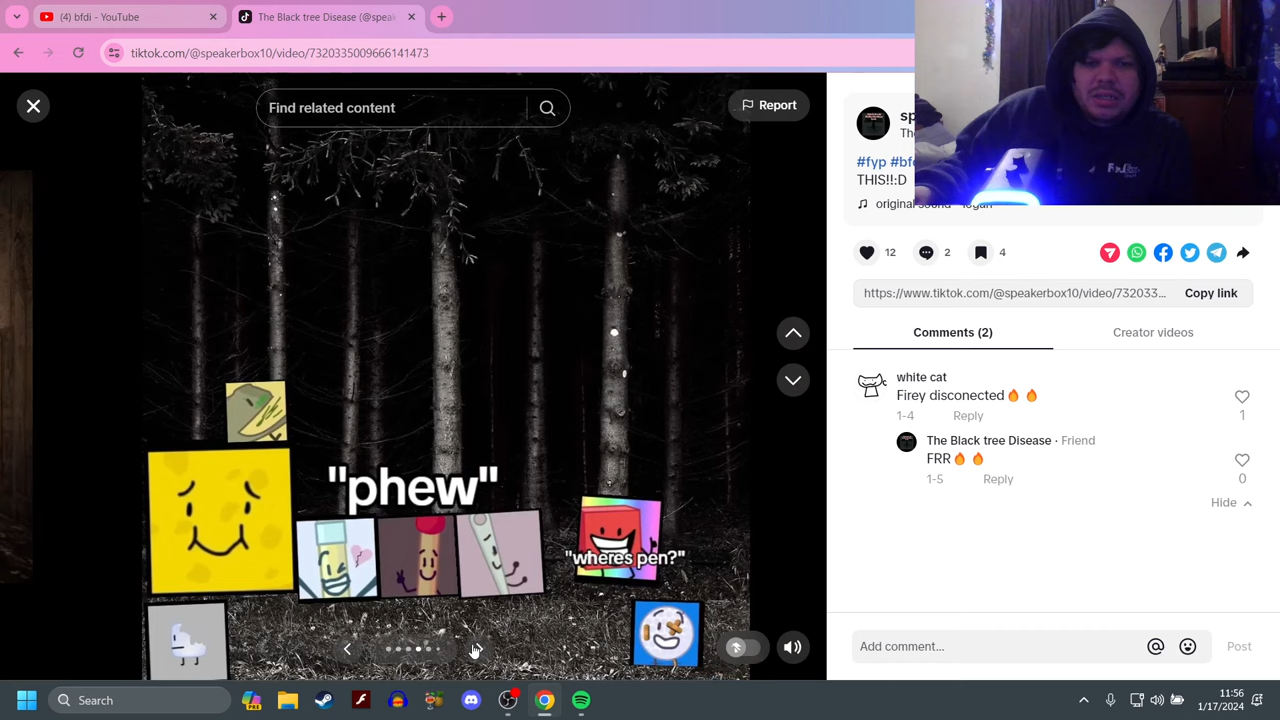 (4) bfdi - YouTube
The Black tree Disease (@speak
tiktok.com/@speakerbox10/video/7320335009666141473
Find related content
Report
sp
Th
#fyp #bf
THIS!!:D
original sound
12
2
4
https://www.tiktok.com/@speakerbox10/video/732033...
Copy link
Comments (2)
Creator videos
white cat
Firey disconected🔥 🔥
1-4
Reply
1
The Black tree Disease · Friend
FRR🔥 🔥
1-5
Reply
0
Hide
"phew"
"wheres pen?"
Add comment...
Post
Search
PRE
11:56
1/17/2024